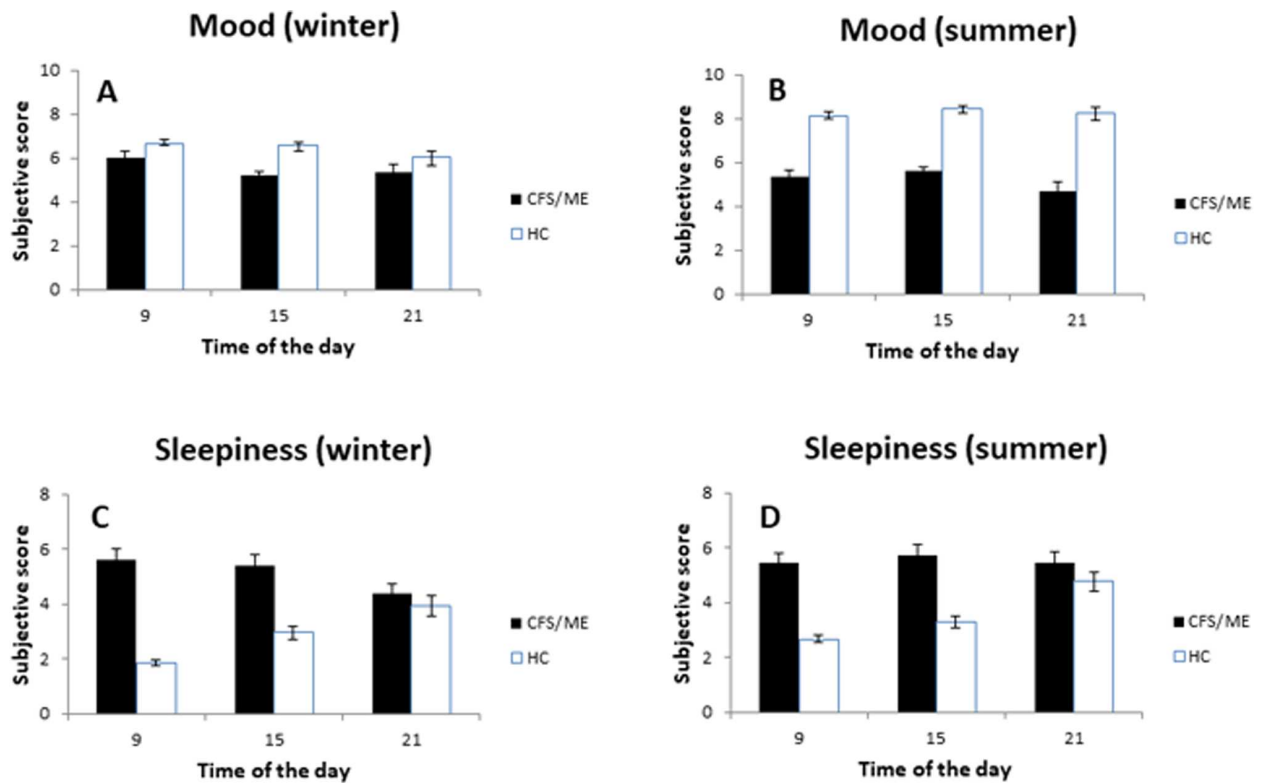 Mood (winter)
A
Subjective score
10
8
6
4
2
0
9 15 21
Time of the day
CFS/ME
HC
Mood (summer)
B
Subjective score
10
8
6
4
2
0
9 15 21
Time of the day
CFS/ME
HC
Sleepiness (winter)
C
Subjective score
8
6
4
2
0
9 15 21
Time of the day
CFS/ME
HC
Sleepiness (summer)
D
Subjective score
8
6
4
2
0
9 15 21
Time of the day
CFS/ME
HC